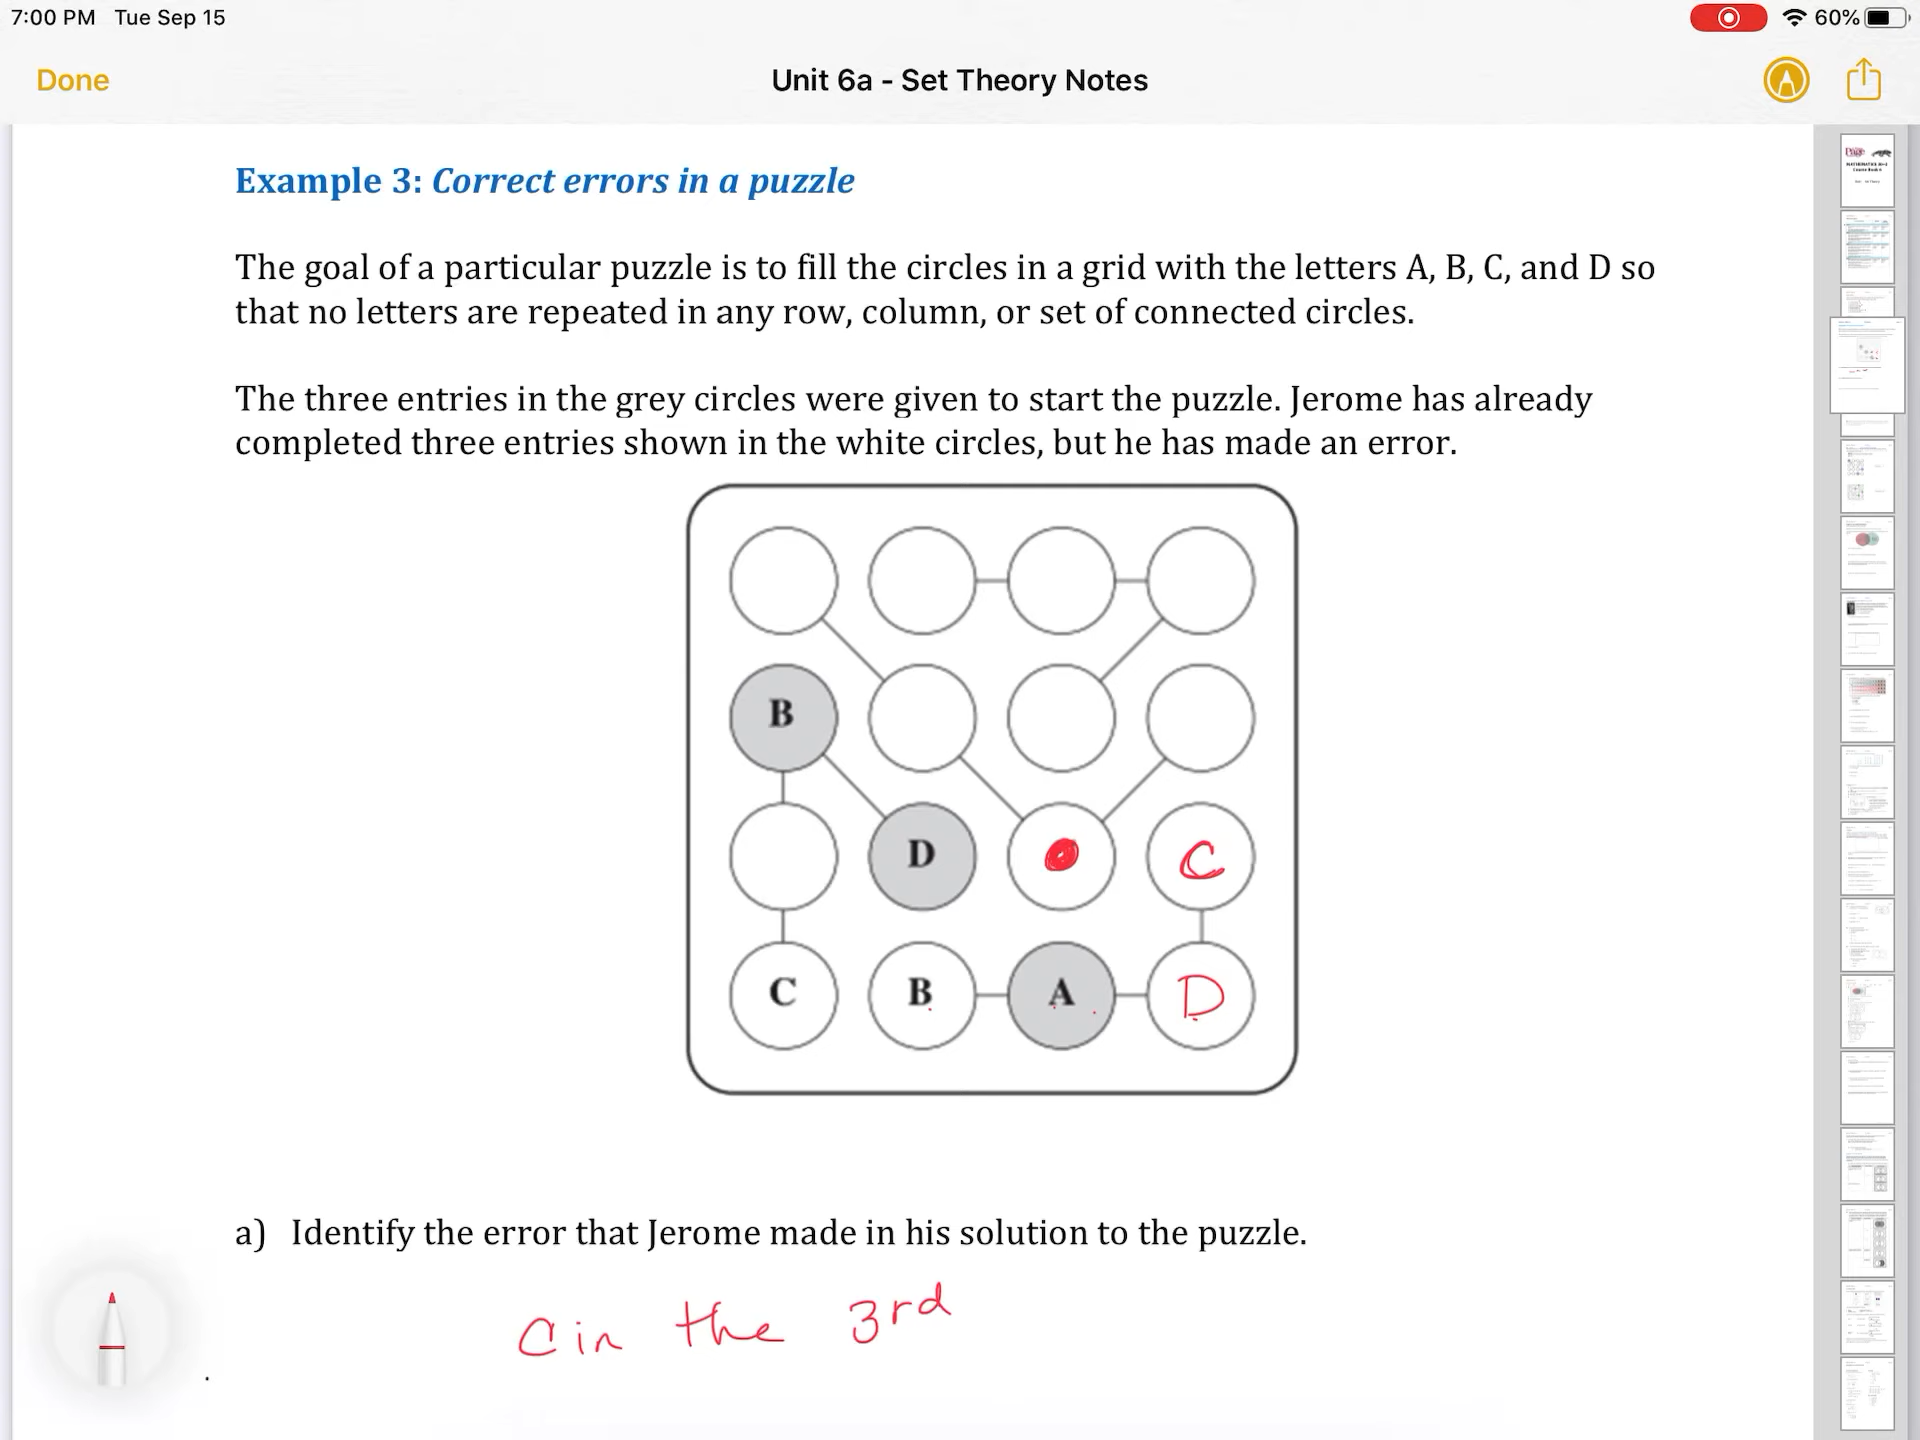 7:00 PM Tue Sep 15
60%
Done
Unit 6a - Set Theory Notes
Example 3: Correct errors in a puzzle
The goal of a particular puzzle is to fill the circles in a grid with the letters A, B, C, and D so
that no letters are repeated in any row, column, or set of connected circles.
The three entries in the grey circles were given to start the puzzle. Jerome has already
completed three entries shown in the white circles, but he has made an error.
B
D C
C B A D
a) Identify the error that Jerome made in his solution to the puzzle.
C in the 3rd